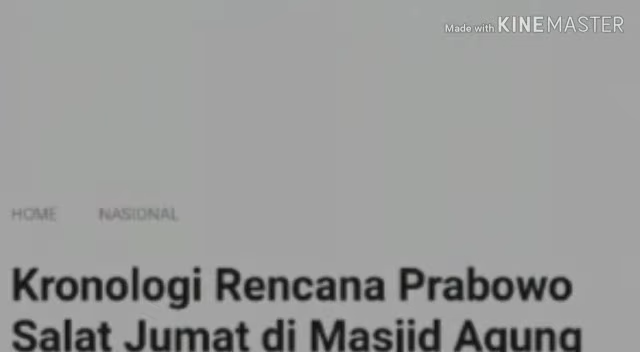 Made with KINEMASTER
HOME NASIONAL
Kronologi Rencana Prabowo
Salat Jumat di Masjid Agung